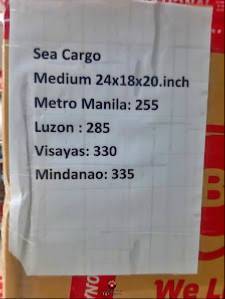 Sea Cargo
Medium 24x18x20.inch
Metro Manila: 255
Luzon : 285
Visayas: 330
Mindanao: 335
We L